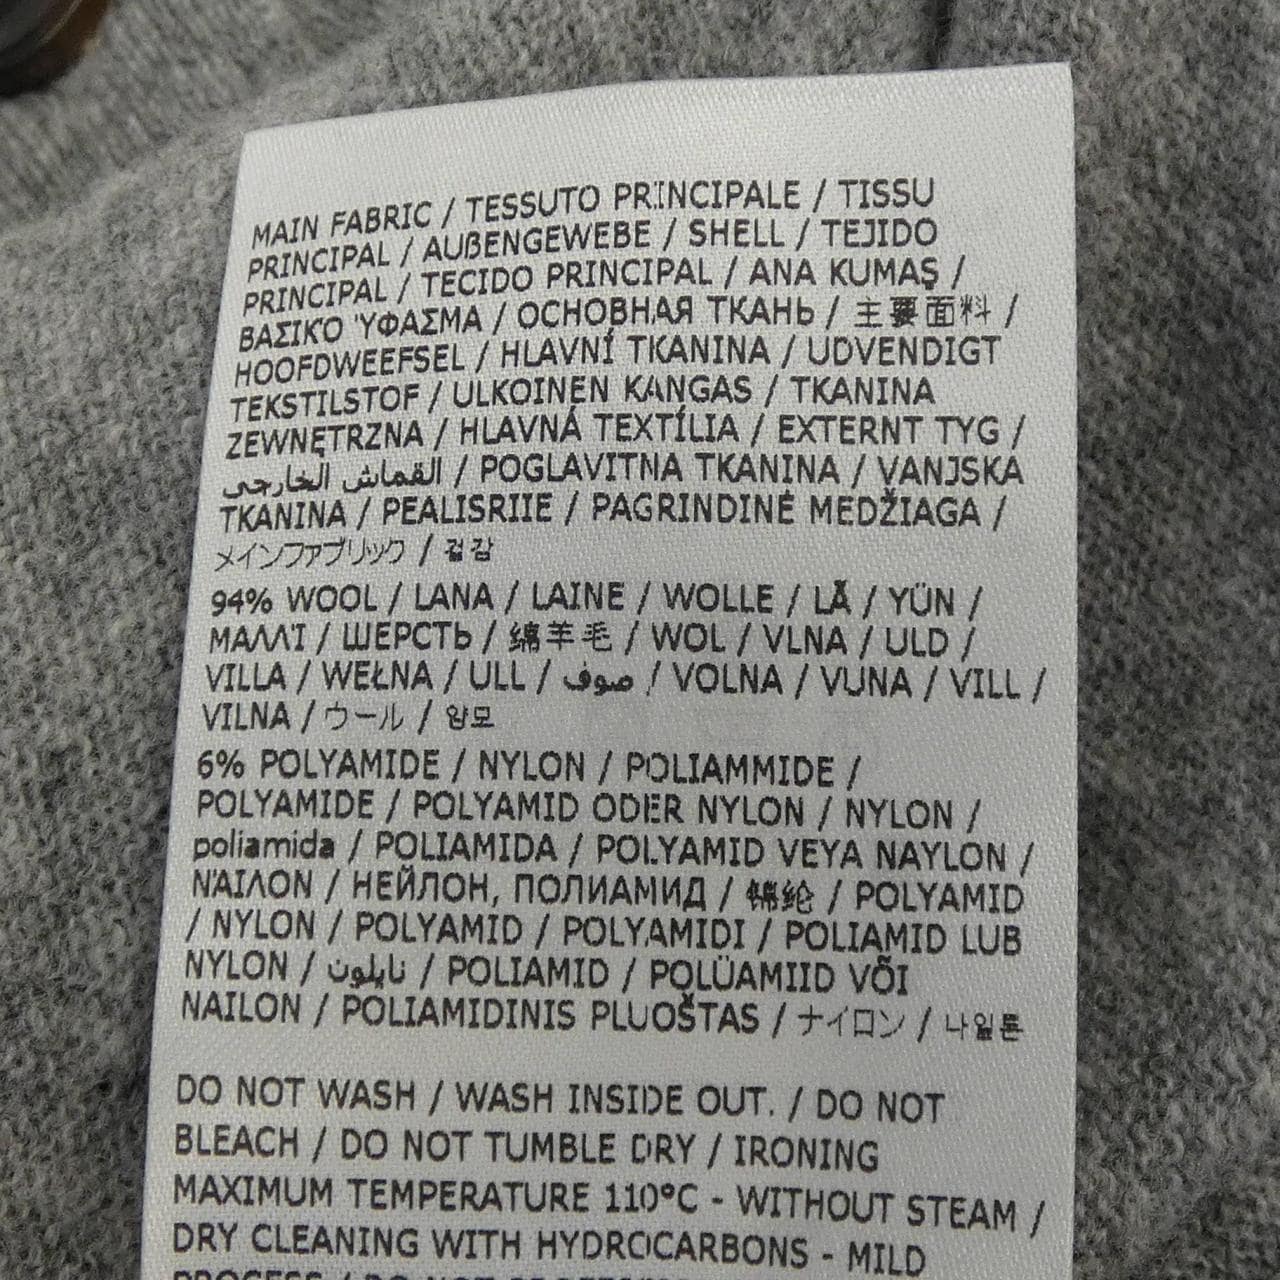 MAIN FABRIC / TESSUTO PRINCIPALE / TISSU
PRINCIPAL / AUßENGEWEBE / SHELL / TEJIDO
PRINCIPAL / TECIDO PRINCIPAL / ANA KUMAŞ /
ΒΑΣΙΚΌ ΎΦΑΣΜΑ / ОСНОВНАЯ ТКАНЬ / 主要面料 /
HOOFDWEEFSEL / HLAVNÍ TKANINA / UDVENDIGT
TEKSTILSTOF / ULKOINEN KANGAS / TKANINA
ZEWNĘTRZNA / HLAVNÁ TEXTÍLIA / EXTERNT TYG /
القماش الخارجي / POGLAVITNA TKANINA / VANJSKA
TKANINA / PEALISRIIE / PAGRINDINĖ MEDŽIAGA /
メインファブリック / 겉감
94% WOOL / LANA / LAINE / WOLLE / LÃ / YÜN /
ΜΑΛΛΊ / ШЕРСТЬ / 绵羊毛 / WOL / VLNA / ULD /
VILLA / WEŁNA / ULL / صوف / VOLNA / VUNA / VILL /
VILNA / ウール / 양모
6% POLYAMIDE / NYLON / POLIAMMIDE /
POLYAMIDE / POLYAMID ODER NYLON / NYLON /
poliamida / POLIAMIDA / POLYAMID VEYA NAYLON /
ΝΆΙΛΟΝ / НЕЙЛОН, ПОЛИАМИД / 锦纶 / POLYAMID
/ NYLON / POLYAMID / POLYAMIDI / POLIAMID LUB
NYLON / نايلون / POLIAMID / POLÜAMIID VÕI
NAILON / POLIAMIDINIS PLUOŠTAS / ナイロン / 나일론
DO NOT WASH / WASH INSIDE OUT. / DO NOT
BLEACH / DO NOT TUMBLE DRY / IRONING
MAXIMUM TEMPERATURE 110°C - WITHOUT STEAM /
DRY CLEANING WITH HYDROCARBONS - MILD
PROCESS / DO NOT